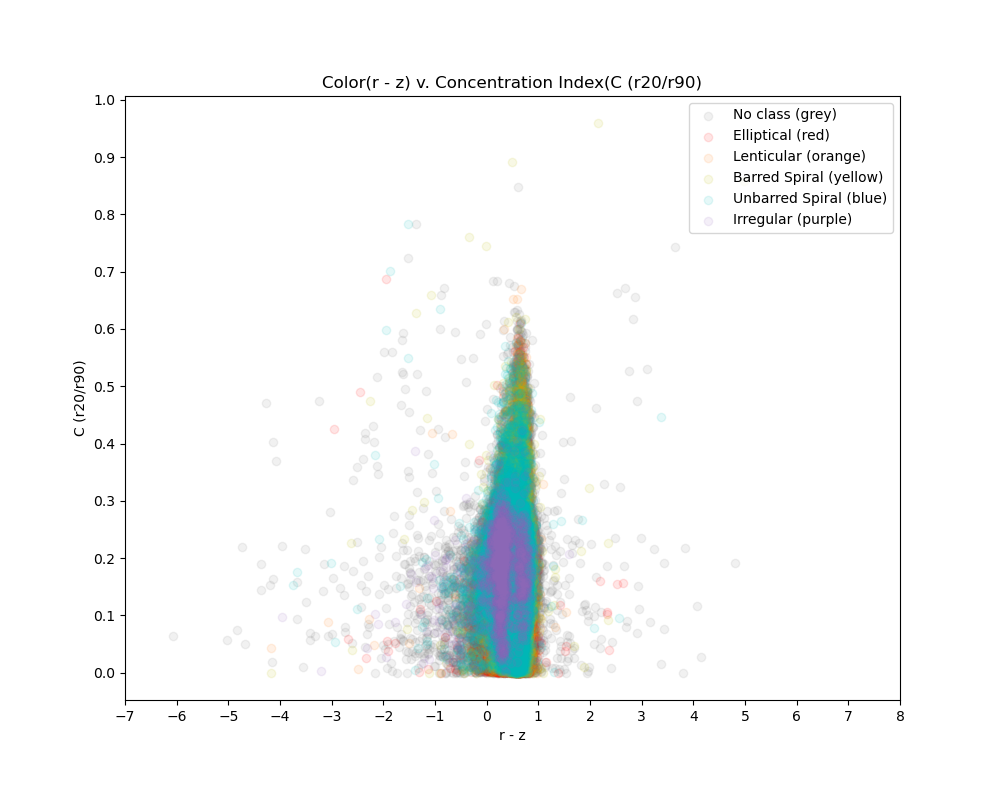 Color(r - z) v. Concentration Index(C (r20/r90)
1.0
0.9
0.8
0.7
0.6
0.5
0.4
0.3
0.2
0.1
0.0
C (r20/r90)
No class (grey)
Elliptical (red)
Lenticular (orange)
Barred Spiral (yellow)
Unbarred Spiral (blue)
Irregular (purple)
−7 −6 −5 −4 −3 −2 −1 0 1 2 3 4 5 6 7 8
r - z